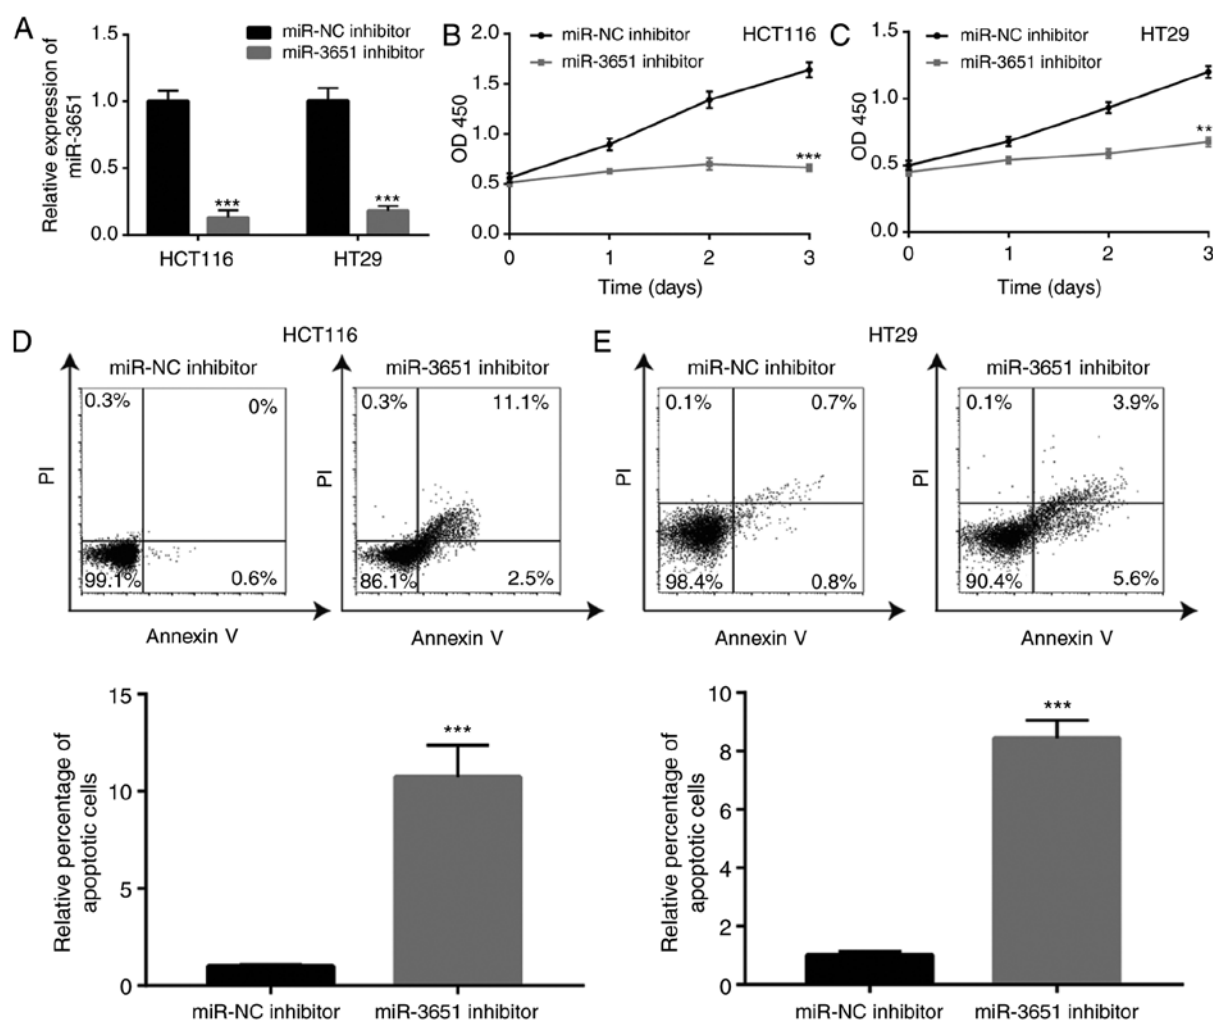 A
Relative expression of
miR-3651
1.5
1.0
0.5
0.0
miR-NC inhibitor
miR-3651 inhibitor
***
***
HCT116
HT29
B
OD 450
2.0
1.5
1.0
0.5
0.0
miR-NC inhibitor
miR-3651 inhibitor
HCT116
***
0
1
2
3
Time (days)
C
OD 450
1.5
1.0
0.5
0.0
miR-NC inhibitor
miR-3651 inhibitor
HT29
**
0
1
2
3
Time (days)
D
HCT116
miR-NC inhibitor
PI
0.3%
0%
99.1%
0.6%
Annexin V
miR-3651 inhibitor
PI
0.3%
11.1%
86.1%
2.5%
Annexin V
Relative percentage of
apoptotic cells
15
10
5
0
***
miR-NC inhibitor
miR-3651 inhibitor
E
HT29
miR-NC inhibitor
PI
0.1%
0.7%
98.4%
0.8%
Annexin V
miR-3651 inhibitor
PI
0.1%
3.9%
90.4%
5.6%
Annexin V
Relative percentage of
apoptotic cells
10
8
6
4
2
0
***
miR-NC inhibitor
miR-3651 inhibitor